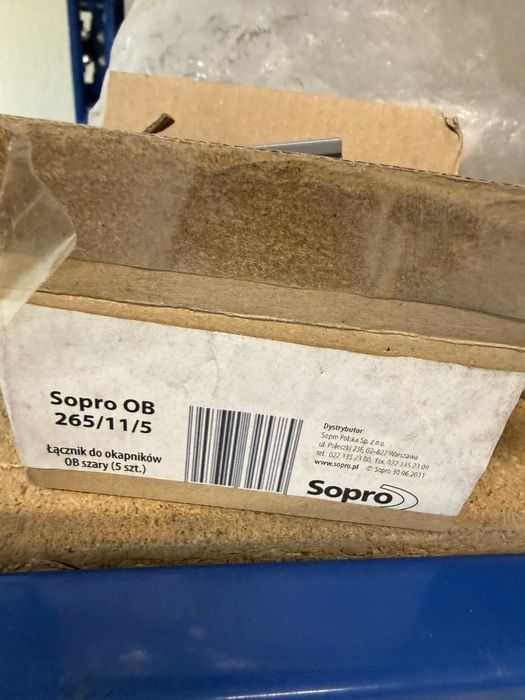 Sopro OB
265/11/5
Łącznik do okapników
OB szary (5 szt.)
Dystrybutor:
Sopro Polska Sp. z o.o.
ul. Poleczki 23F, 02-822 Warszawa
tel.: 022 335 23 00, fax. 022 335 23 09
www.sopro.pl © Sopro 30.06.2011
Sopro